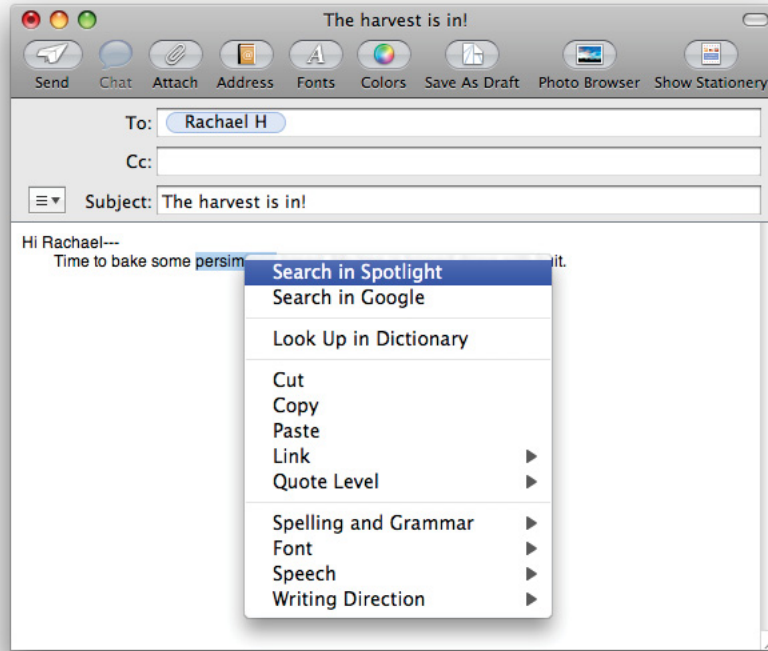 The harvest is in!
Send Chat Attach Address Fonts Colors Save As Draft Photo Browser Show Stationery
To: Rachael H
Cc:
Subject: The harvest is in!
Hi Rachael---
Time to bake some persim
Search in Spotlight
Search in Google
Look Up in Dictionary
Cut
Copy
Paste
Link
Quote Level
Spelling and Grammar
Font
Speech
Writing Direction